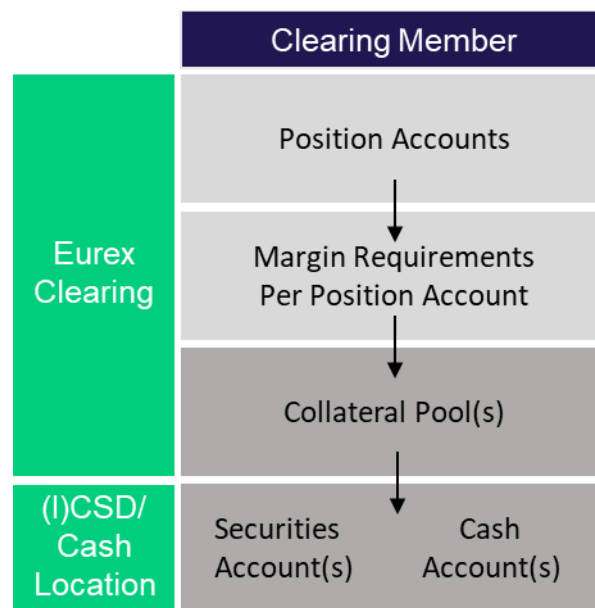 Clearing Member
Eurex
Clearing
Position Accounts
Margin Requirements
Per Position Account
Collateral Pool(s)
(I)CSD/
Cash
Location
Securities
Account(s)
Cash
Account(s)